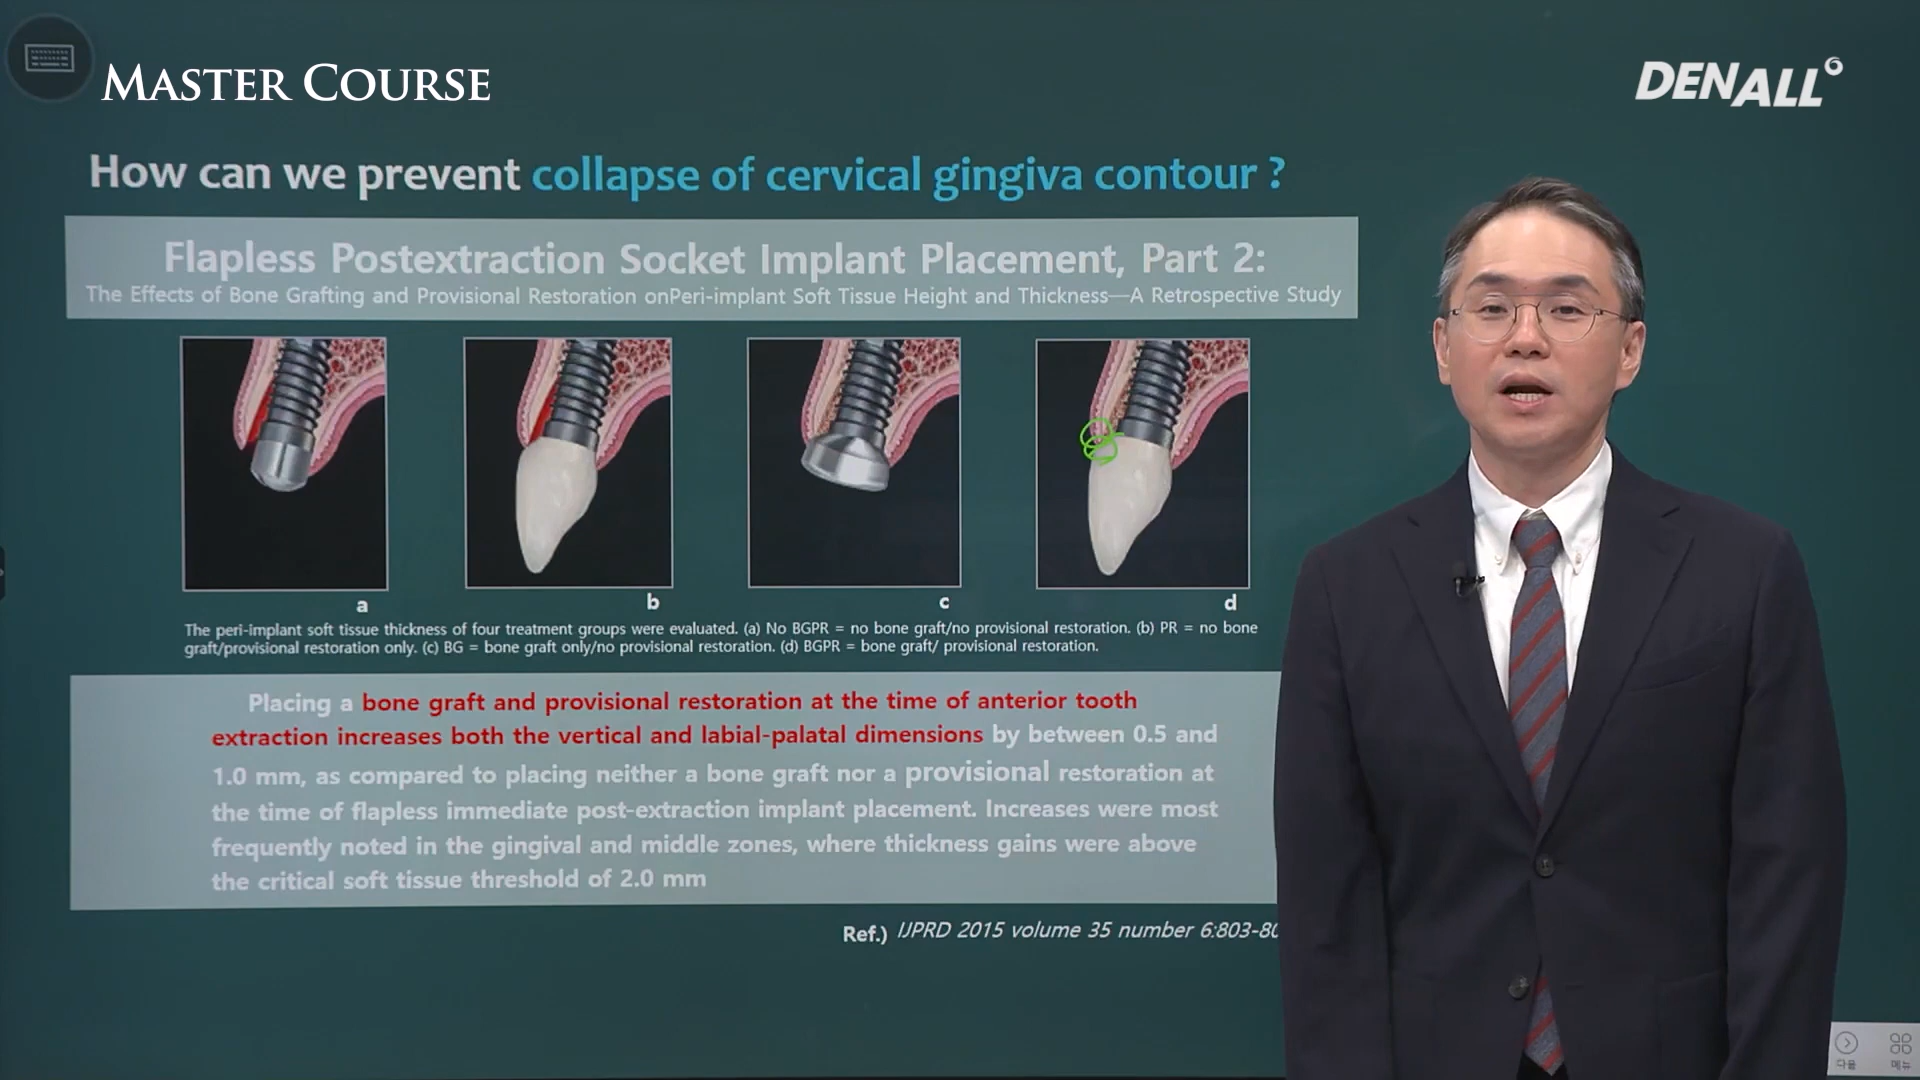 MASTER COURSE
DENALL
How can we prevent collapse of cervical gingiva contour ?
Flapless Postextraction Socket Implant Placement, Part 2:
The Effects of Bone Grafting and Provisional Restoration onPeri-implant Soft Tissue Height and Thickness—A Retrospective Study
a
b
c
d
The peri-implant soft tissue thickness of four treatment groups were evaluated. (a) No BGPR = no bone graft/no provisional restoration. (b) PR = no bone
graft/provisional restoration only. (c) BG = bone graft only/no provisional restoration. (d) BGPR = bone graft/ provisional restoration.
Placing a bone graft and provisional restoration at the time of anterior tooth
extraction increases both the vertical and labial-palatal dimensions by between 0.5 and
1.0 mm, as compared to placing neither a bone graft nor a provisional restoration at
the time of flapless immediate post-extraction implant placement. Increases were most
frequently noted in the gingival and middle zones, where thickness gains were above
the critical soft tissue threshold of 2.0 mm
Ref.) IJPRD 2015 volume 35 number 6:803-80
다음
메뉴